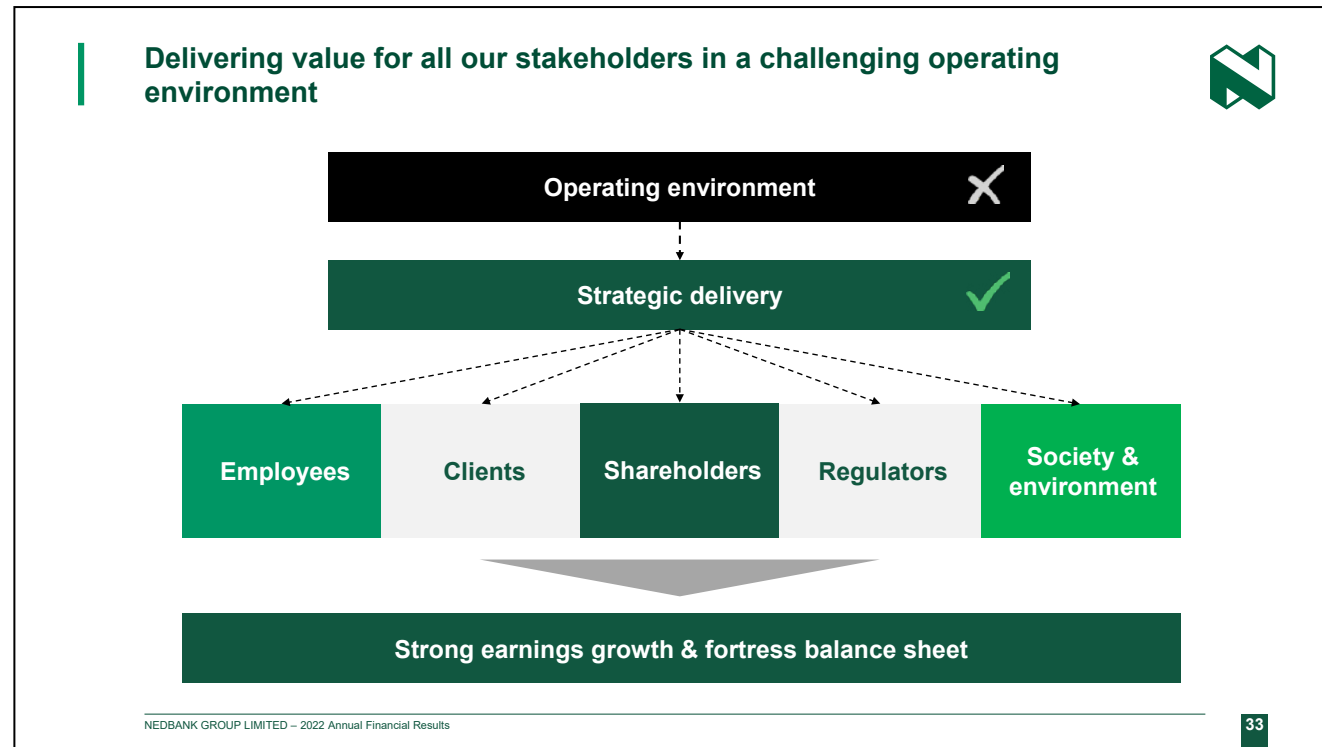 Delivering value for all our stakeholders in a challenging operating
environment
Operating environment
Strategic delivery
Employees
Clients
Shareholders
Regulators
Society &
environment
Strong earnings growth & fortress balance sheet
NEDBANK GROUP LIMITED – 2022 Annual Financial Results
33